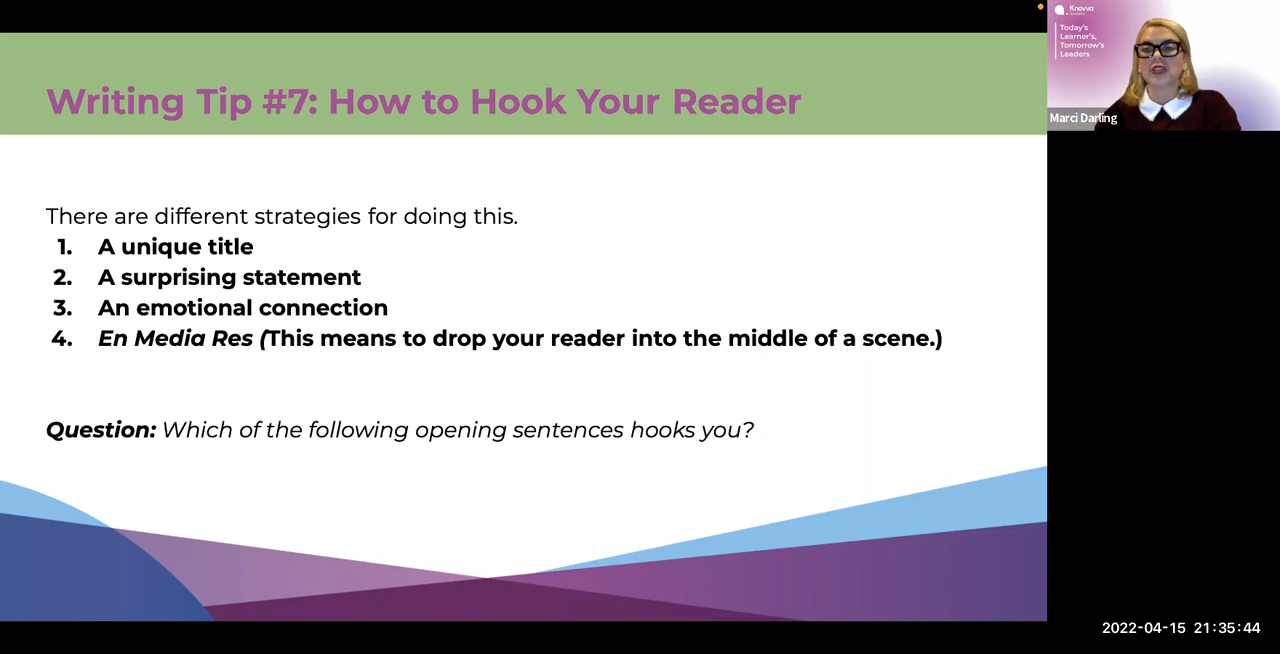 Writing Tip #7: How to Hook Your Reader
There are different strategies for doing this.
1. A unique title
2. A surprising statement
3. An emotional connection
4. En Media Res (This means to drop your reader into the middle of a scene.)
Question: Which of the following opening sentences hooks you?
Knovva
Academy
Today's
Learner's,
Tomorrow's
Leaders
Marci Darling
2022-04-15 21:35:44